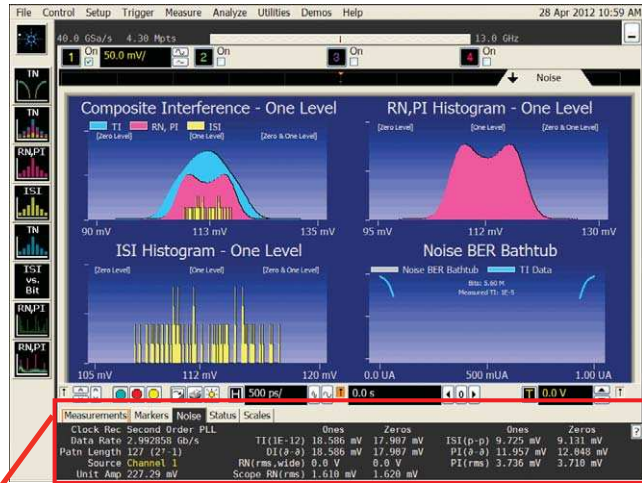 File Control Setup Trigger Measure Analyze Utilities Demos Help 28 Apr 2012 10:59 AM
40.0 GSa/s 4.30 Mpts 13.0 GHz
1 On 50.0 mV/ 2 On 3 On 4 On
Noise
TN
TN
RN,PI
ISI
TN
ISI
vs.
Bit
RN,PI
RN,PI
Composite Interference - One Level
TI RN, PI ISI
[Zero Level] [One Level] [Zero & One Level]
90 mV 113 mV 135 mV
RN,PI Histogram - One Level
[Zero Level] [One Level] [Zero & One Level]
95 mV 112 mV 130 mV
ISI Histogram - One Level
[Zero Level] [One Level] [Zero & One Level]
105 mV 112 mV 120 mV
Noise BER Bathtub
Noise BER Bathtub TI Data
Bits: 5.60 M
Measured TI: 1E-5
0.0 UA 500 mUA 1.00 UA
H 500 ps/ 0.0 s 0 T 0.0 V
Measurements Markers Noise Status Scales
Ones Zeros Ones Zeros ?
Clock Rec Second Order PLL
Data Rate 2.992858 Gb/s TI(1E-12) 18.586 mV 17.907 mV ISI(p-p) 9.725 mV 9.131 mV
Patn Length 127 (2⁷-1) DI(∂-∂) 18.586 mV 17.907 mV PI(∂-∂) 11.957 mV 12.048 mV
Source Channel 1 RN(rms,wide) 0.0 V 0.0 V PI(rms) 3.736 mV 3.710 mV
Unit Amp 227.29 mV Scope RN(rms) 1.610 mV 1.620 mV